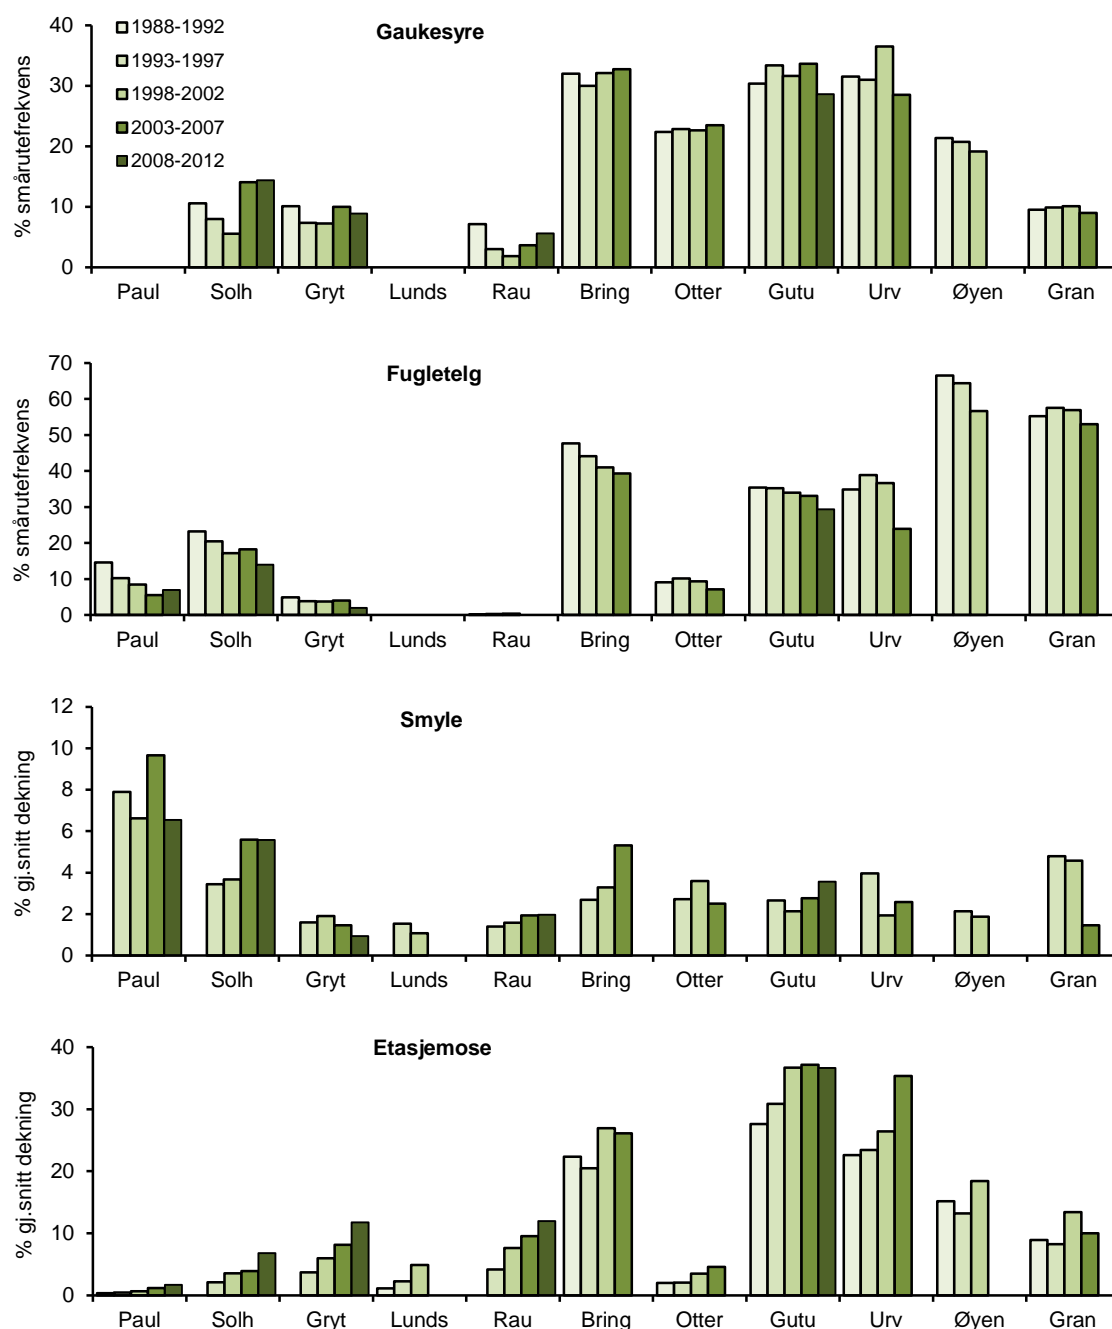 Gaukesyre
1988-1992
1993-1997
1998-2002
2003-2007
2008-2012
% smårutefrekvens
40
30
20
10
0
Paul Solh Gryt Lunds Rau Bring Otter Gutu Urv Øyen Gran
Fugletelg
% smårutefrekvens
70
60
50
40
30
20
10
0
Paul Solh Gryt Lunds Rau Bring Otter Gutu Urv Øyen Gran
Smyle
% gj.snitt dekning
12
10
8
6
4
2
0
Paul Solh Gryt Lunds Rau Bring Otter Gutu Urv Øyen Gran
Etasjemose
% gj.snitt dekning
40
30
20
10
0
Paul Solh Gryt Lunds Rau Bring Otter Gutu Urv Øyen Gran